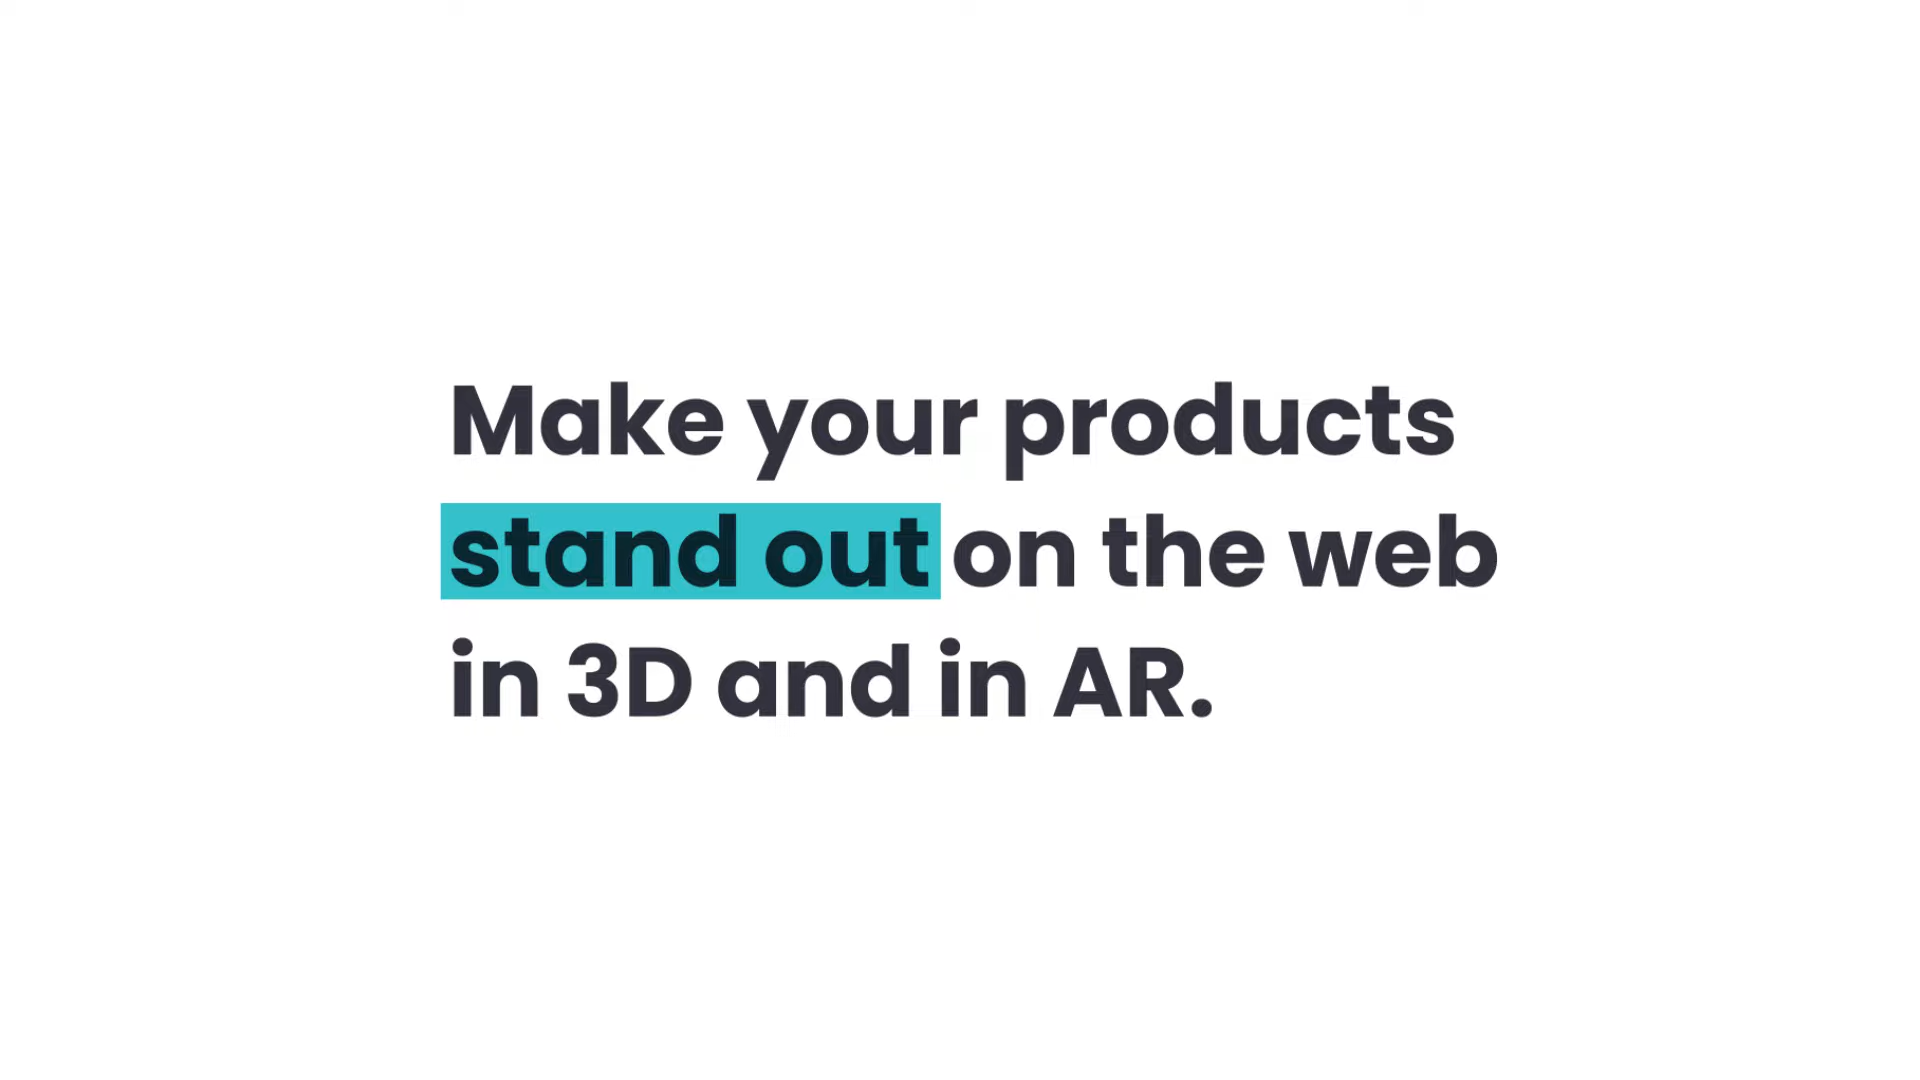 Make your products
stand out on the web
in 3D and in AR.